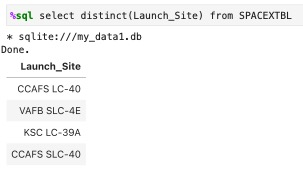 %sql select distinct(Launch_Site) from SPACEXTBL
* sqlite:///my_data1.db
Done.
Launch_Site
CCAFS LC-40
VAFB SLC-4E
KSC LC-39A
CCAFS SLC-40